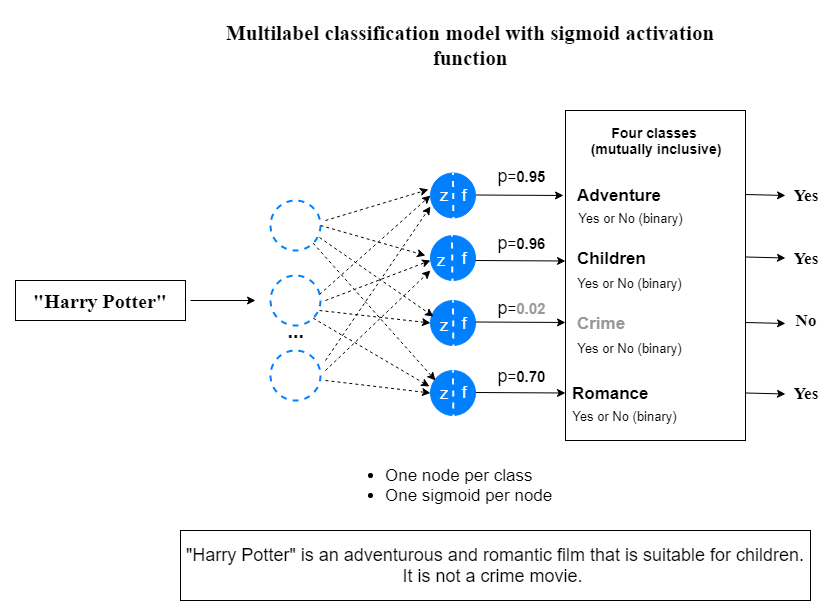 Multilabel classification model with sigmoid activation
function
Four classes
(mutually inclusive)
z f
p=0.95
Adventure
Yes or No (binary)
Yes
z f
p=0.96
Children
Yes or No (binary)
Yes
"Harry Potter"
...
z f
p=0.02
Crime
Yes or No (binary)
No
z f
p=0.70
Romance
Yes or No (binary)
Yes
• One node per class
• One sigmoid per node
"Harry Potter" is an adventurous and romantic film that is suitable for children.
It is not a crime movie.